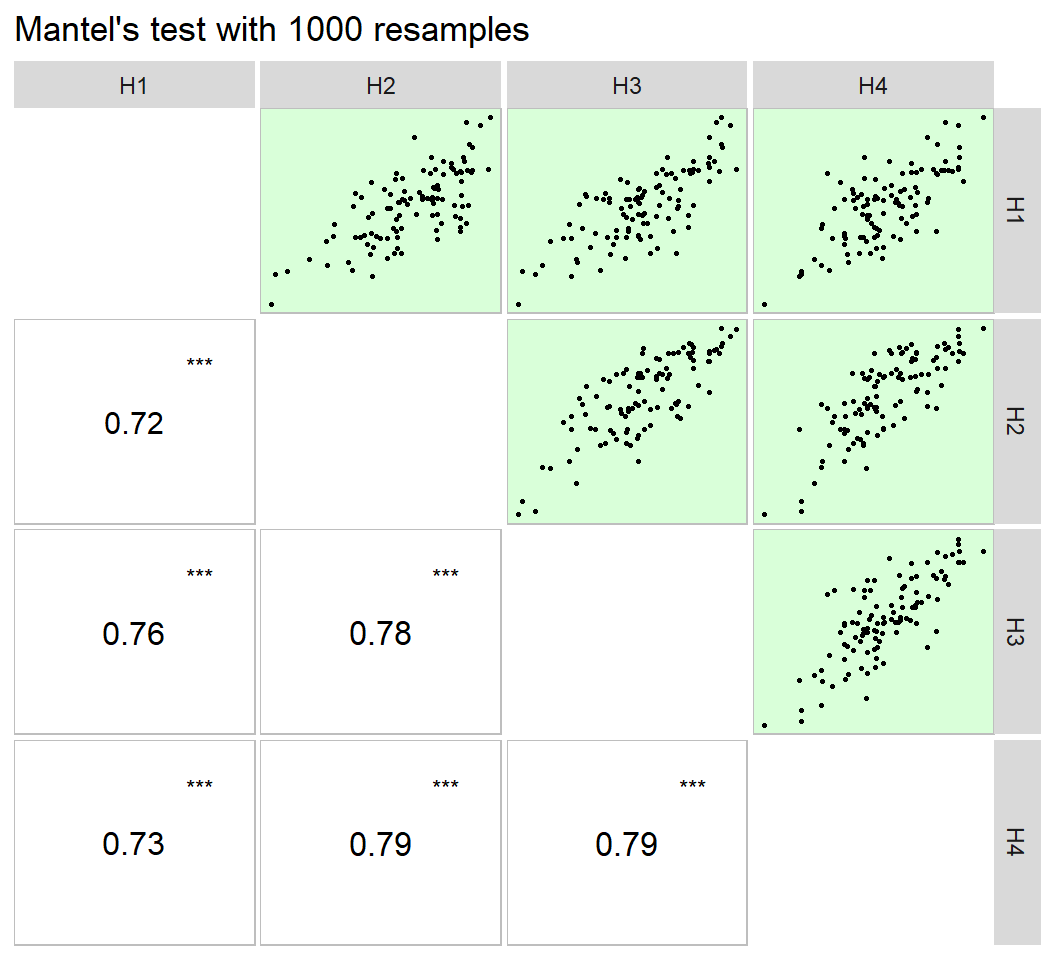 Mantel's test with 1000 resamples
H1 H2 H3 H4
H1
***
0.72
H2
*** ***
0.76 0.78
H3
*** *** ***
0.73 0.79 0.79
H4